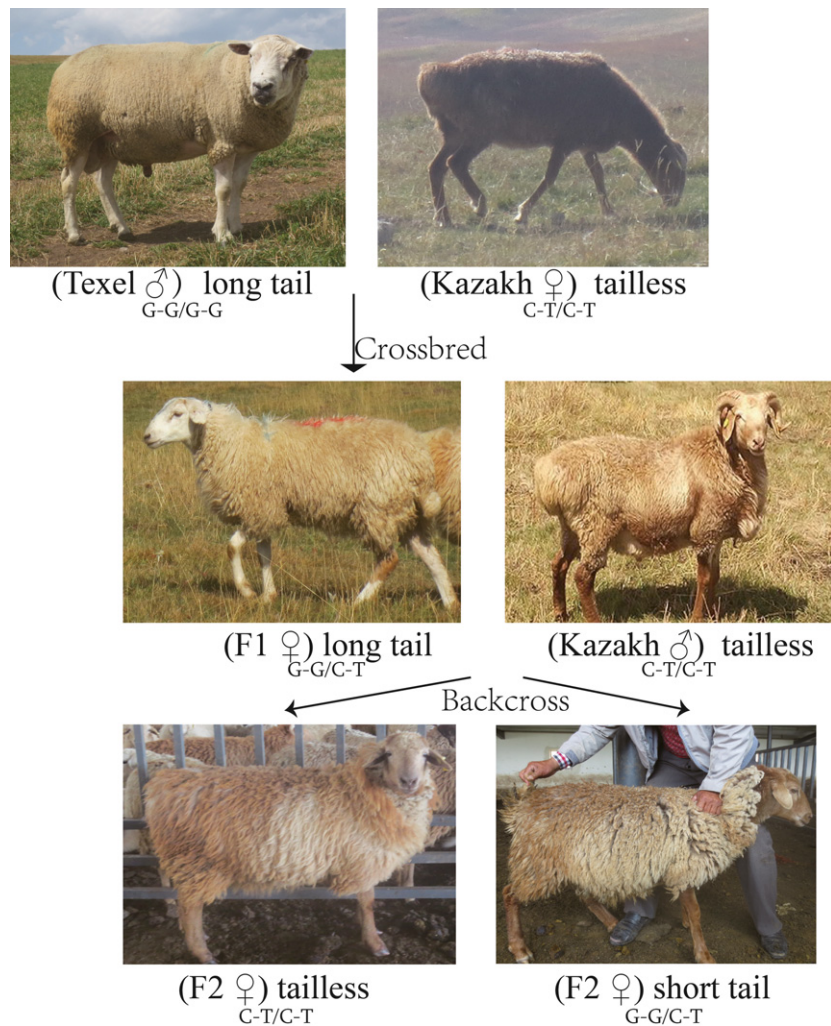 (Texel ♂) long tail
G-G/G-G
(Kazakh ♀) tailless
C-T/C-T
Crossbred
(F1 ♀) long tail
G-G/C-T
(Kazakh ♂) tailless
C-T/C-T
Backcross
(F2 ♀) tailless
C-T/C-T
(F2 ♀) short tail
G-G/C-T